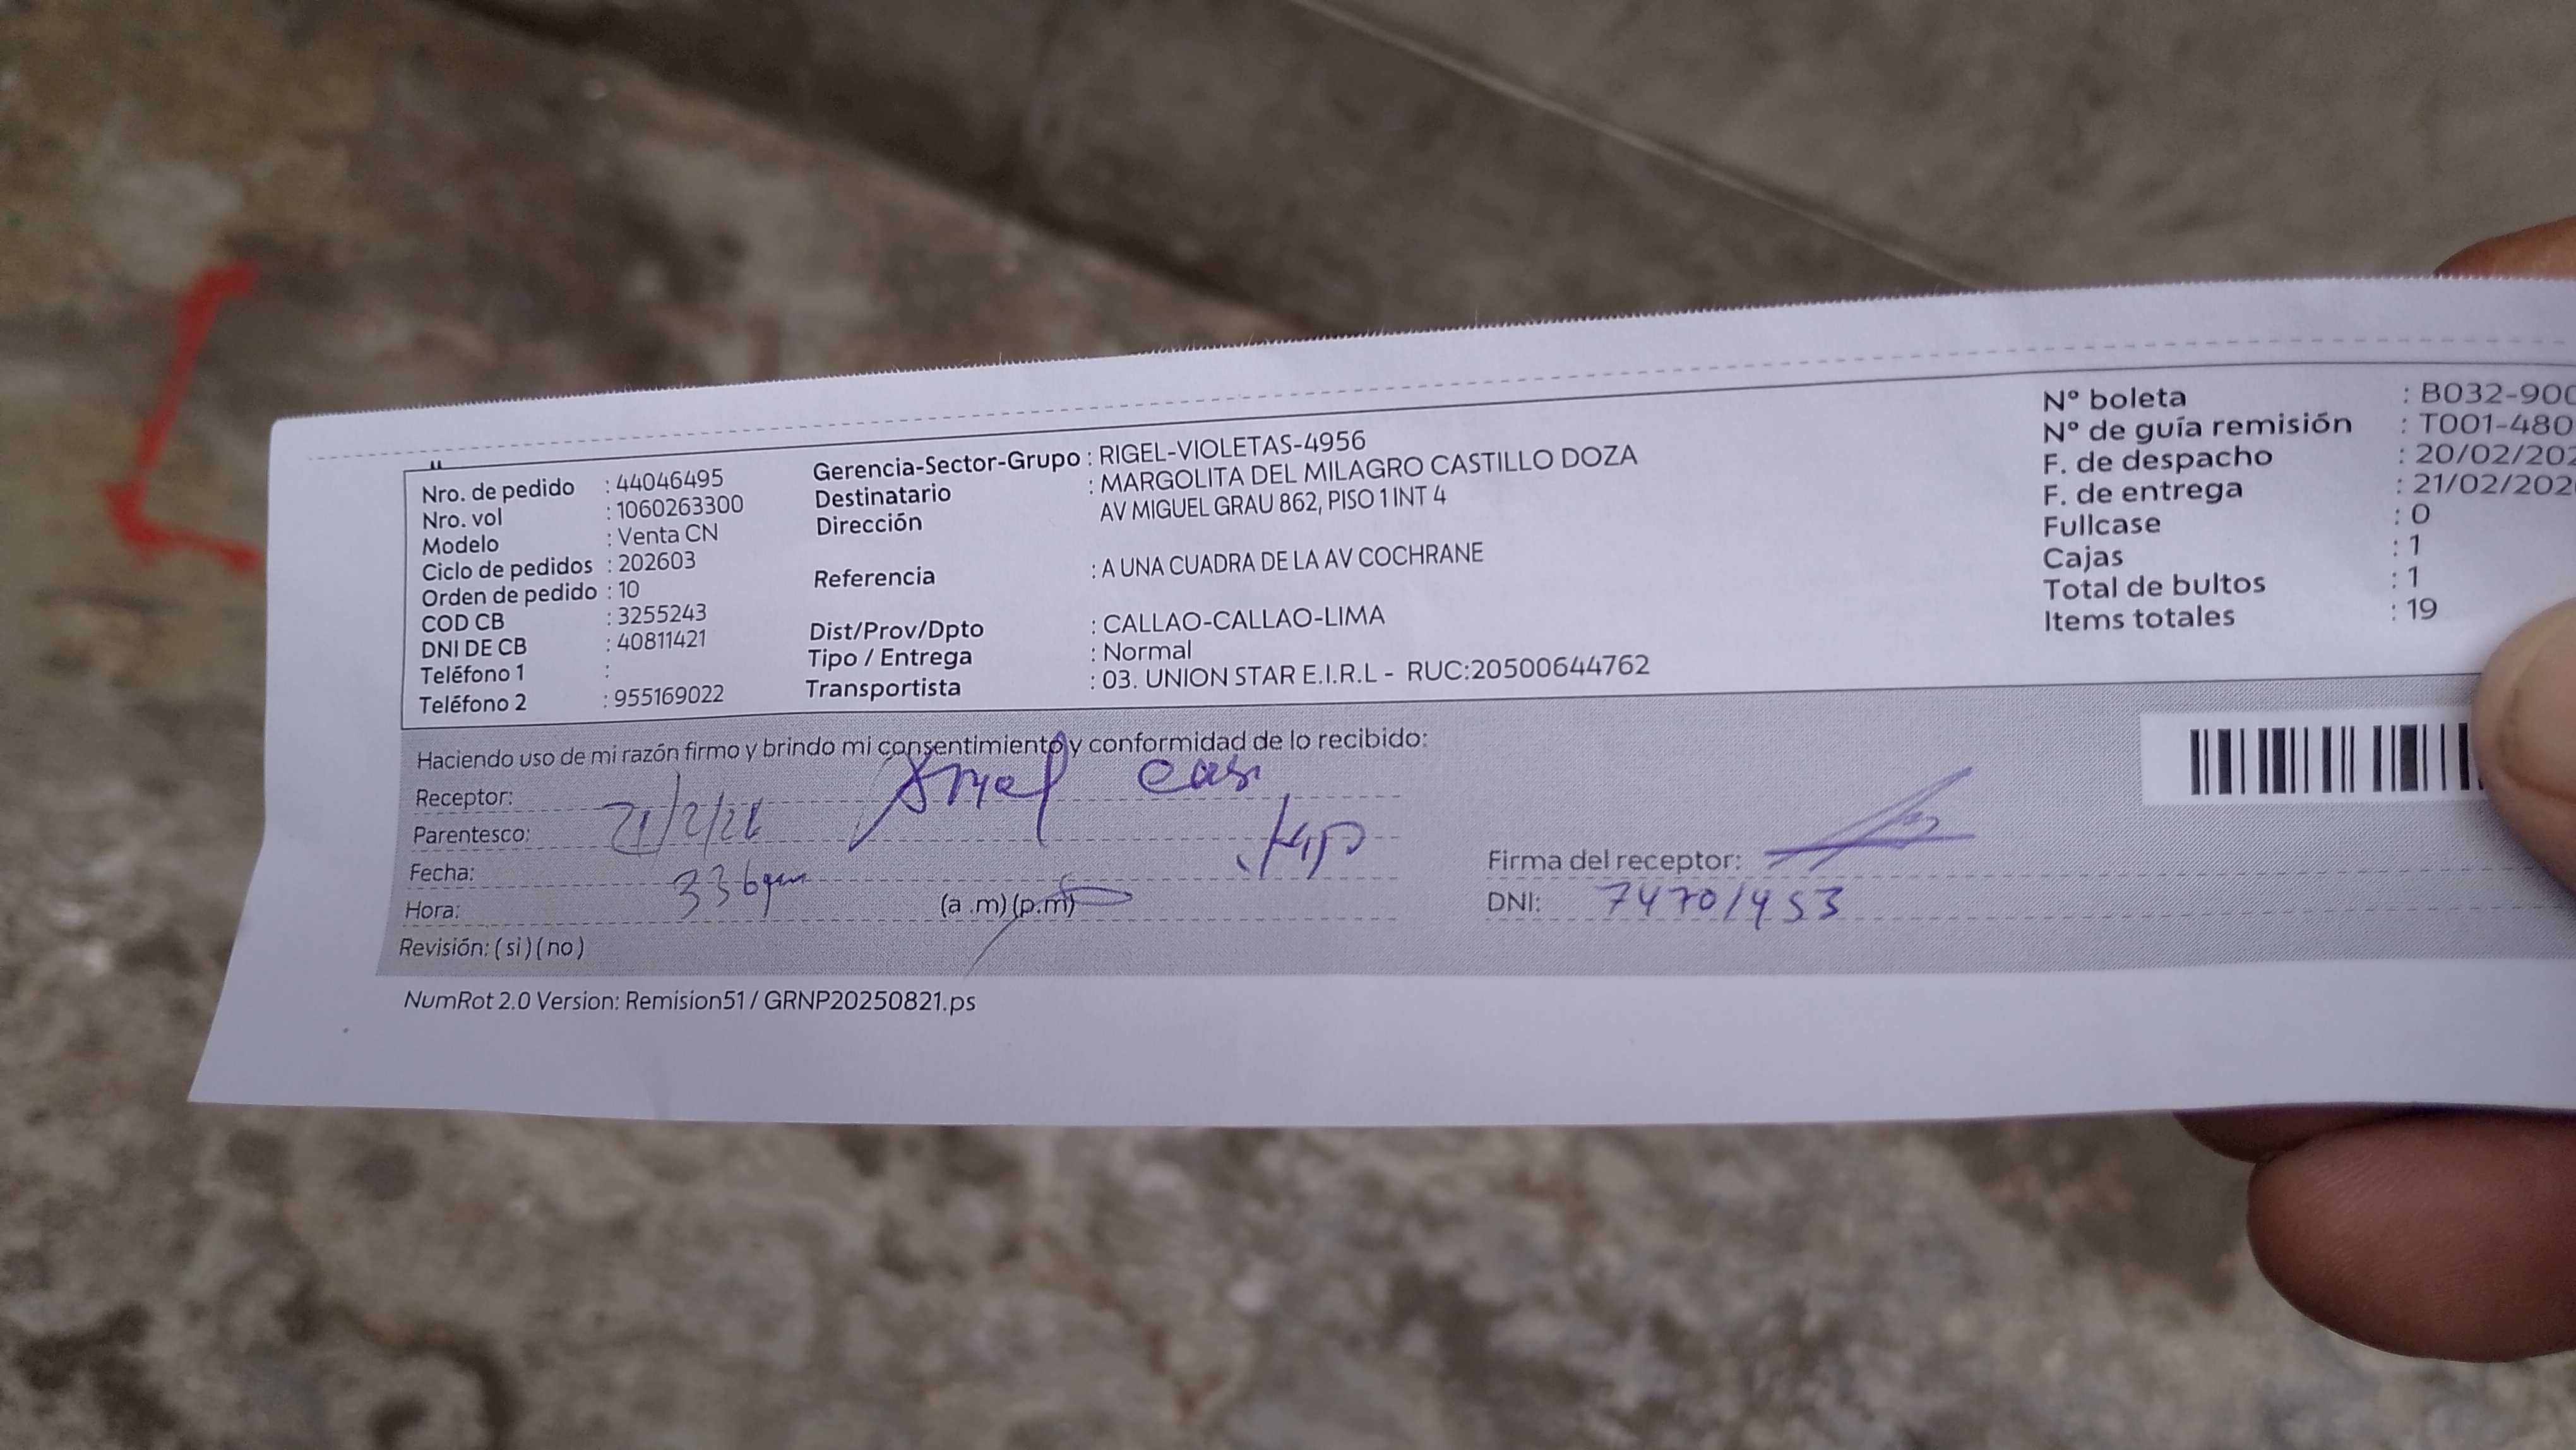 Nro. de pedido : 44046495
Nro. vol : 1060263300
Modelo : Venta CN
Ciclo de pedidos : 202603
Orden de pedido : 10
COD CB : 3255243
DNI DE CB : 40811421
Teléfono 1 :
Teléfono 2 : 955169022
Gerencia-Sector-Grupo : RIGEL-VIOLETAS-4956
Destinatario : MARGOLITA DEL MILAGRO CASTILLO DOZA
Dirección AV MIGUEL GRAU 862, PISO 1 INT 4
Referencia : A UNA CUADRA DE LA AV COCHRANE
Dist/Prov/Dpto : CALLAO-CALLAO-LIMA
Tipo / Entrega : Normal
Transportista : 03. UNION STAR E.I.R.L - RUC:20500644762
N° boleta : B032-900
N° de guía remisión : T001-480
F. de despacho : 20/02/202
F. de entrega : 21/02/202
Fullcase : 0
Cajas : 1
Total de bultos : 1
Items totales : 19
Haciendo uso de mi razón firmo y brindo mi consentimiento y conformidad de lo recibido:
Receptor:
Parentesco: 21/2/26
Fecha:
Hora: 336pm (a .m) (p.m)
Revisión: ( si ) ( no )
Firma del receptor:
DNI: 74701453
NumRot 2.0 Version: Remision51 / GRNP20250821.ps